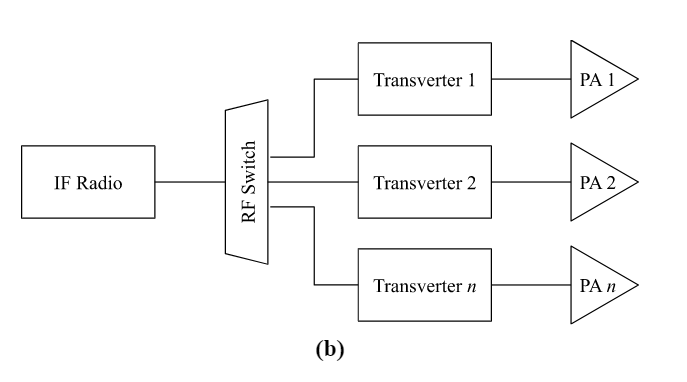 Transverter 1
PA 1
IF Radio
RF Switch
Transverter 2
PA 2
Transverter n
PA n
(b)